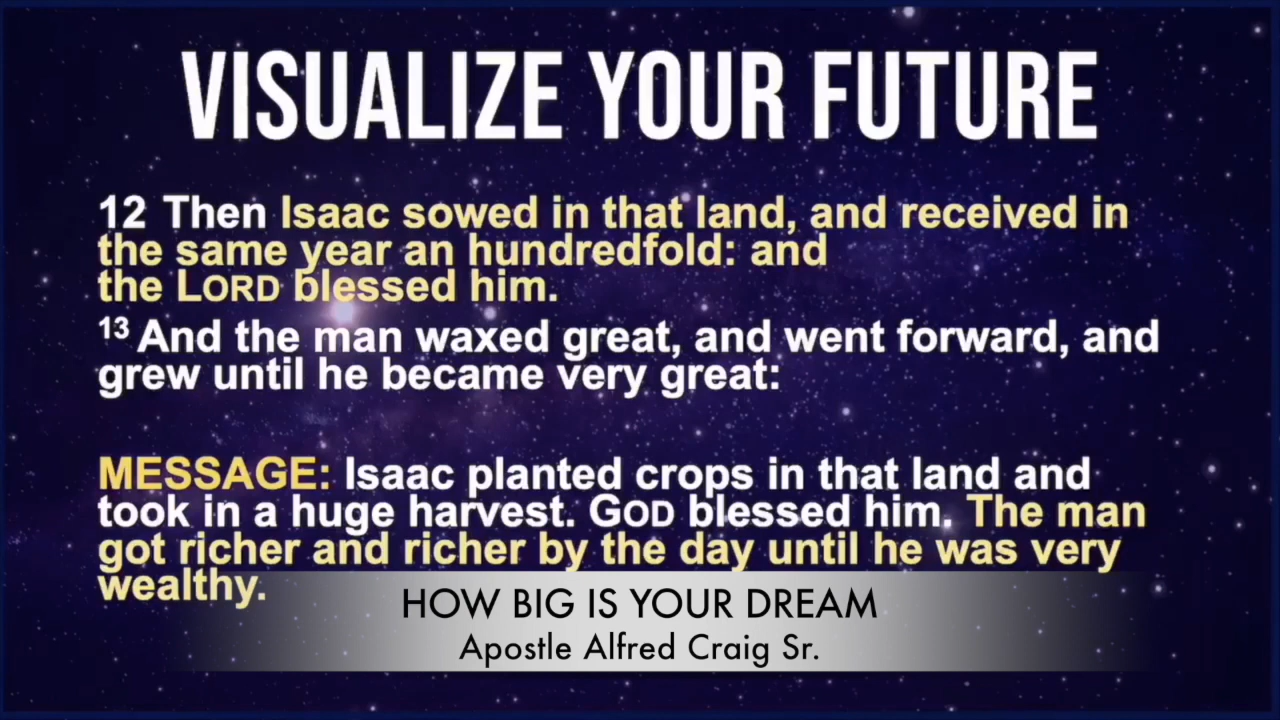 VISUALIZE YOUR FUTURE
12 Then Isaac sowed in that land, and received in
the same year an hundredfold: and
the LORD blessed him.
13 And the man waxed great, and went forward, and
grew until he became very great:
MESSAGE: Isaac planted crops in that land and
took in a huge harvest. GOD blessed him. The man
got richer and richer by the day until he was very
wealthy.
HOW BIG IS YOUR DREAM
Apostle Alfred Craig Sr.